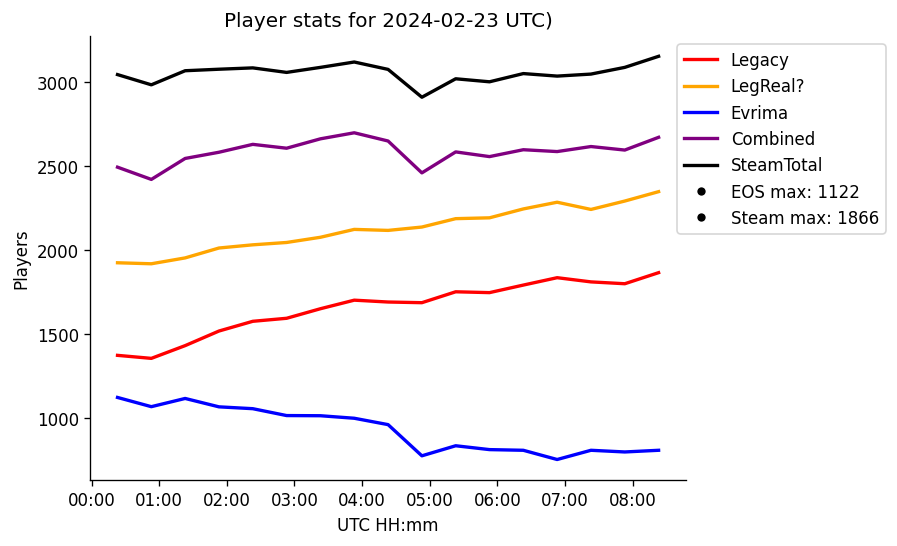 Player stats for 2024-02-23 UTC)
Legacy
LegReal?
Evrima
Combined
SteamTotal
EOS max: 1122
Steam max: 1866
Players
3000
2500
2000
1500
1000
00:00 01:00 02:00 03:00 04:00 05:00 06:00 07:00 08:00
UTC HH:mm